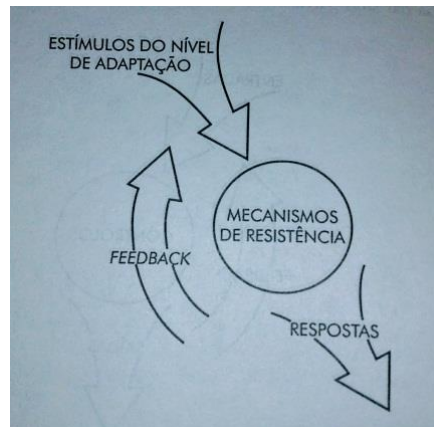 ESTÍMULOS DO NÍVEL
DE ADAPTAÇÃO
MECANISMOS
DE RESISTÊNCIA
FEEDBACK
RESPOSTAS